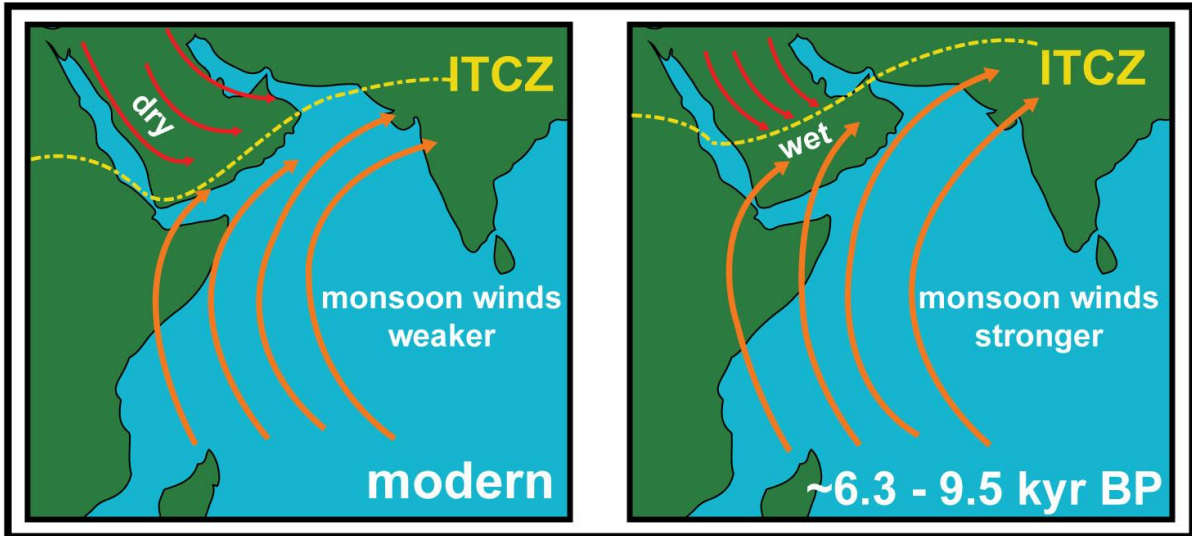 ITCZ
dry
monsoon winds
weaker
modern
ITCZ
wet
monsoon winds
stronger
~6.3 - 9.5 kyr BP